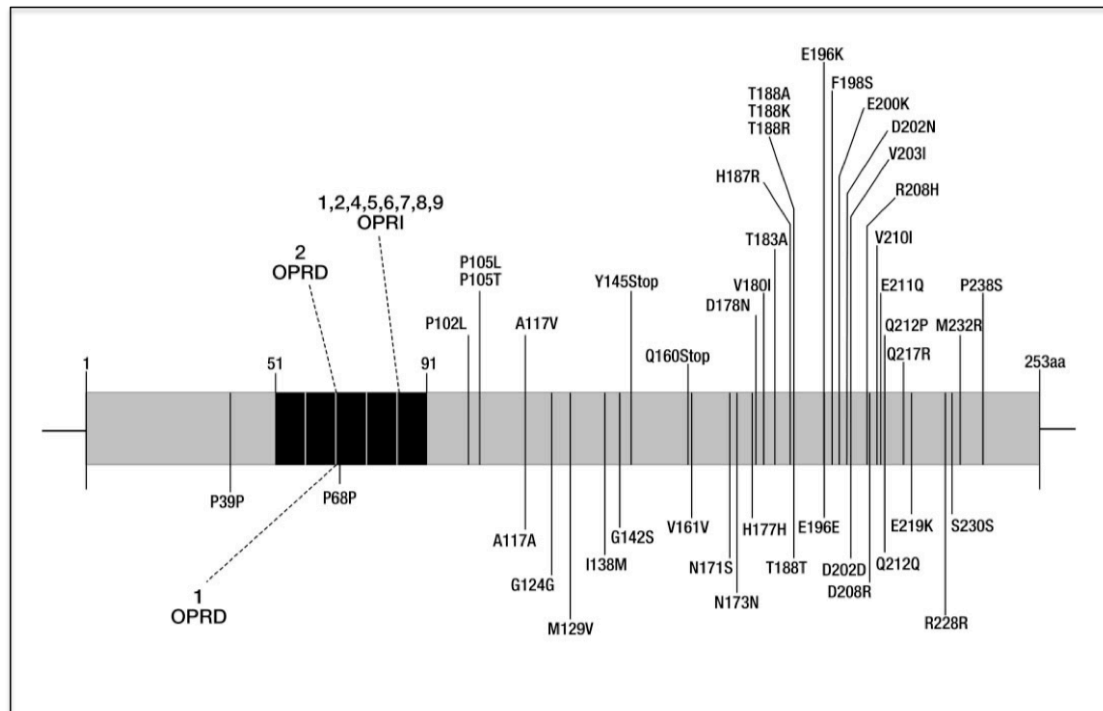 E196K
F198S
T188A
T188K
T188R
E200K
D202N
V203I
H187R
R208H
1,2,4,5,6,7,8,9
OPRI
T183A
V210I
2
OPRD
P105L
P105T
Y145Stop
V180I
E211Q
P238S
D178N
P102L
A117V
Q212P
M232R
Q160Stop
Q217R
1
51
91
253aa
P39P
P68P
A117A
G124G
M129V
I138M
G142S
V161V
N171S
N173N
H177H
T188T
E196E
D202D
D208R
Q212Q
E219K
R228R
S230S
1
OPRD